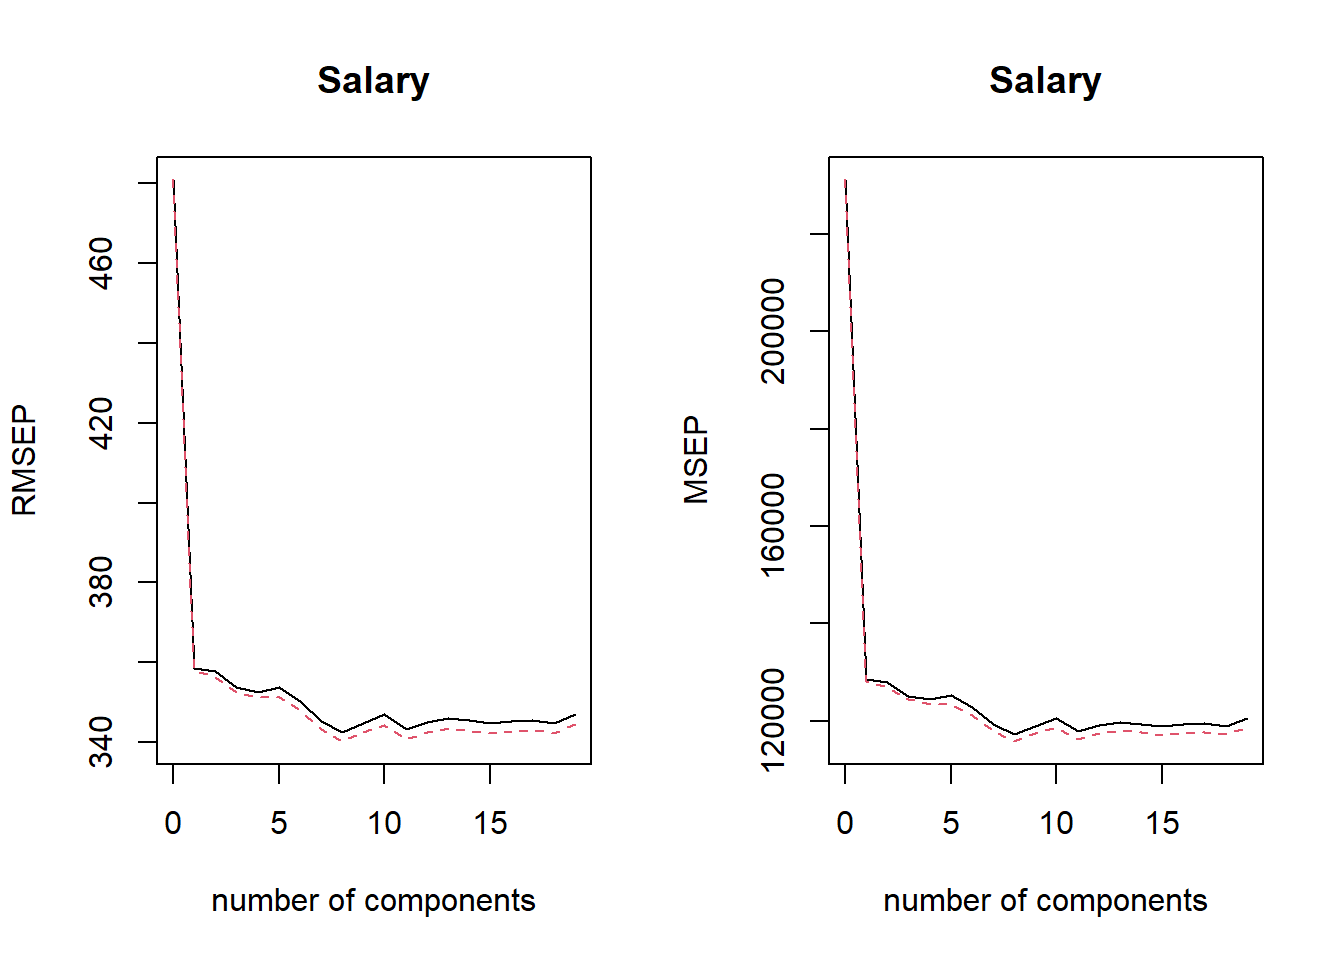 Salary
RMSEP
340
380
420
460
0 5 10 15
number of components
Salary
MSEP
120000
160000
200000
0 5 10 15
number of components